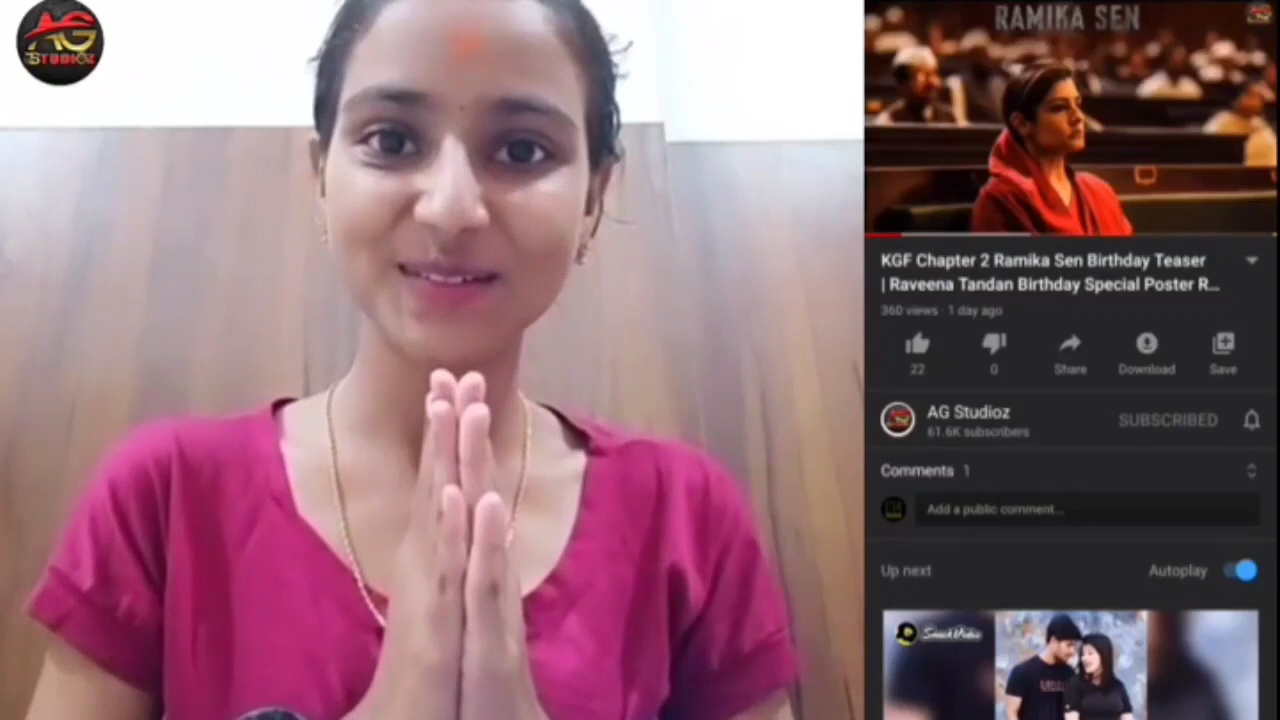 AG
STUDIOZ
RAMIKA SEN
KGF Chapter 2 Ramika Sen Birthday Teaser
| Raveena Tandan Birthday Special Poster R...
360 views · 1 day ago
22
0
Share
Download
Save
AG Studioz
61.6K subscribers
SUBSCRIBED
Comments 1
Add a public comment...
Up next
Autoplay